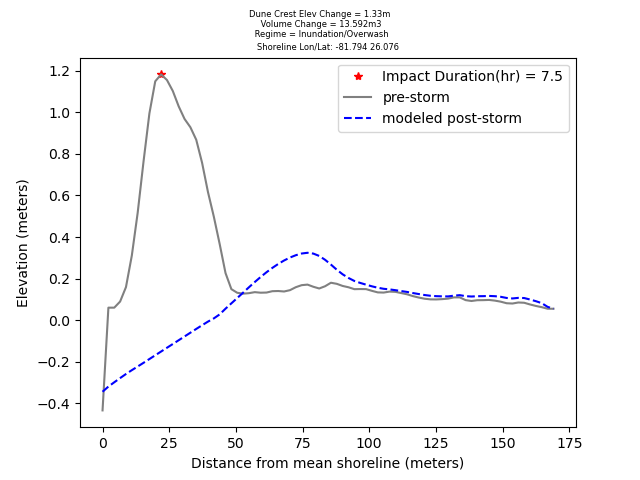 Dune Crest Elev Change = 1.33m
Volume Change = 13.592m3
Regime = Inundation/Overwash
Shoreline Lon/Lat: -81.794 26.076
Impact Duration(hr) = 7.5
pre-storm
modeled post-storm
Elevation (meters)
1.2
1.0
0.8
0.6
0.4
0.2
0.0
−0.2
−0.4
0 25 50 75 100 125 150 175
Distance from mean shoreline (meters)